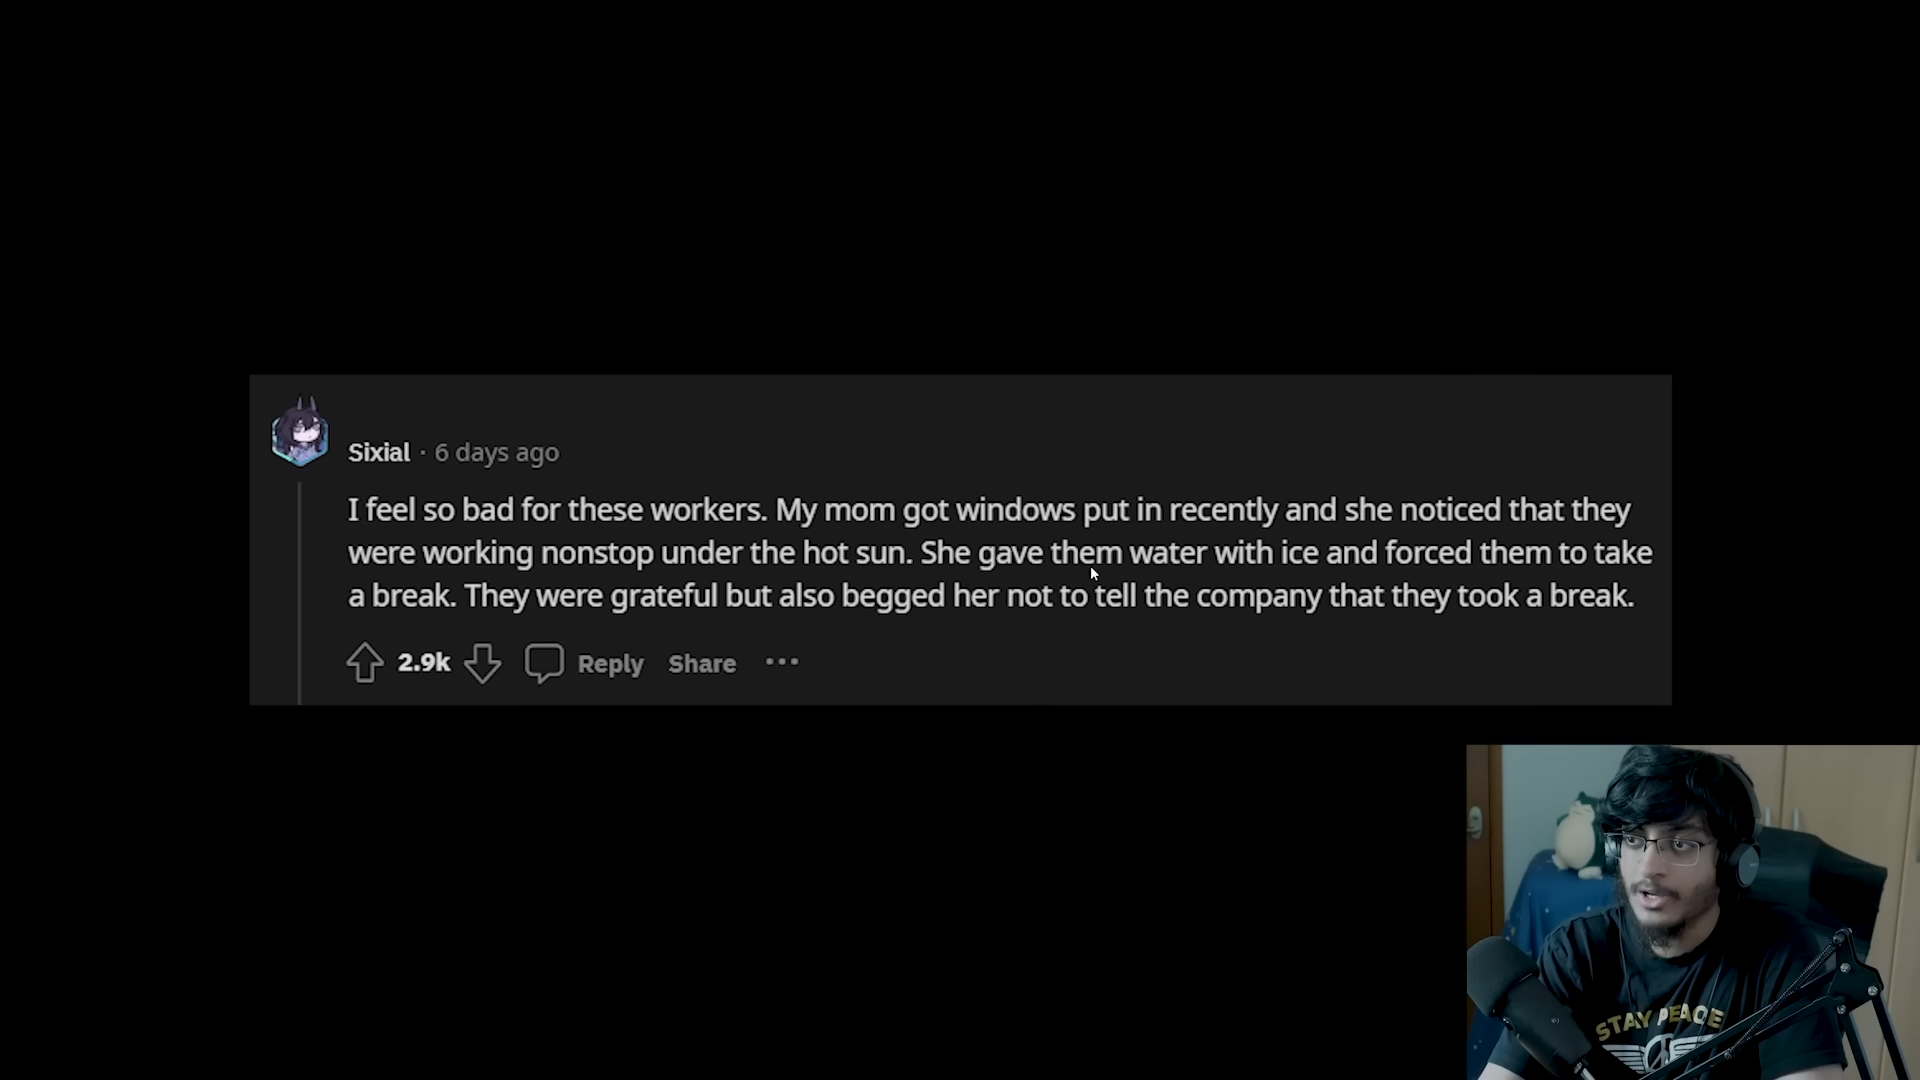 Sixial · 6 days ago
I feel so bad for these workers. My mom got windows put in recently and she noticed that they
were working nonstop under the hot sun. She gave them water with ice and forced them to take
a break. They were grateful but also begged her not to tell the company that they took a break.
2.9k Reply Share ...
STAY PEACE